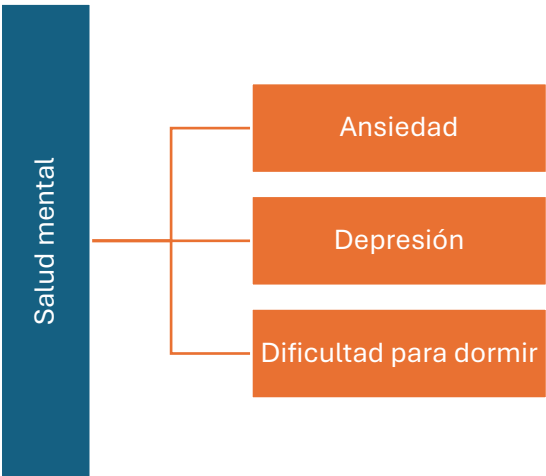 Salud mental
Ansiedad
Depresión
Dificultad para dormir